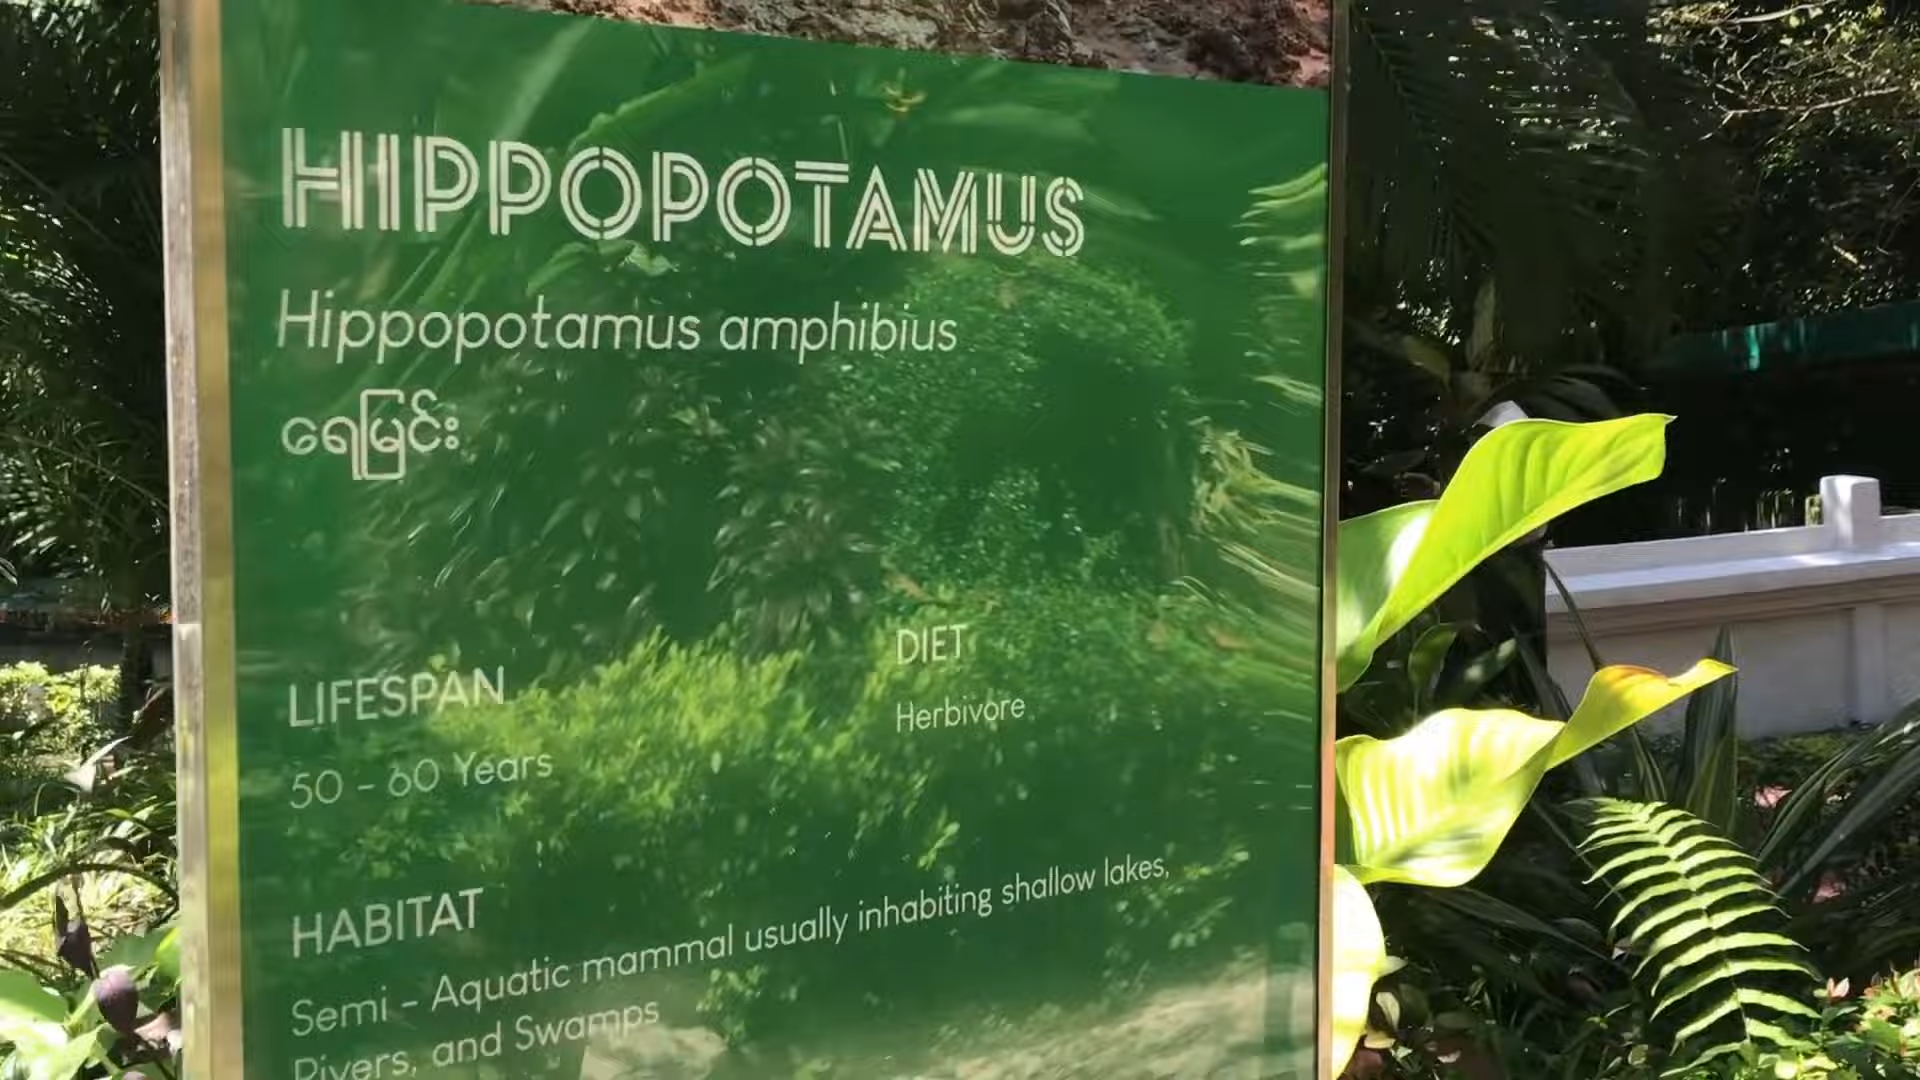 HIPPOPOTAMUS
Hippopotamus amphibius
ရေမြင်း
LIFESPAN
50 - 60 Years
DIET
Herbivore
HABITAT
Semi - Aquatic mammal usually inhabiting shallow lakes,
Rivers, and Swamps